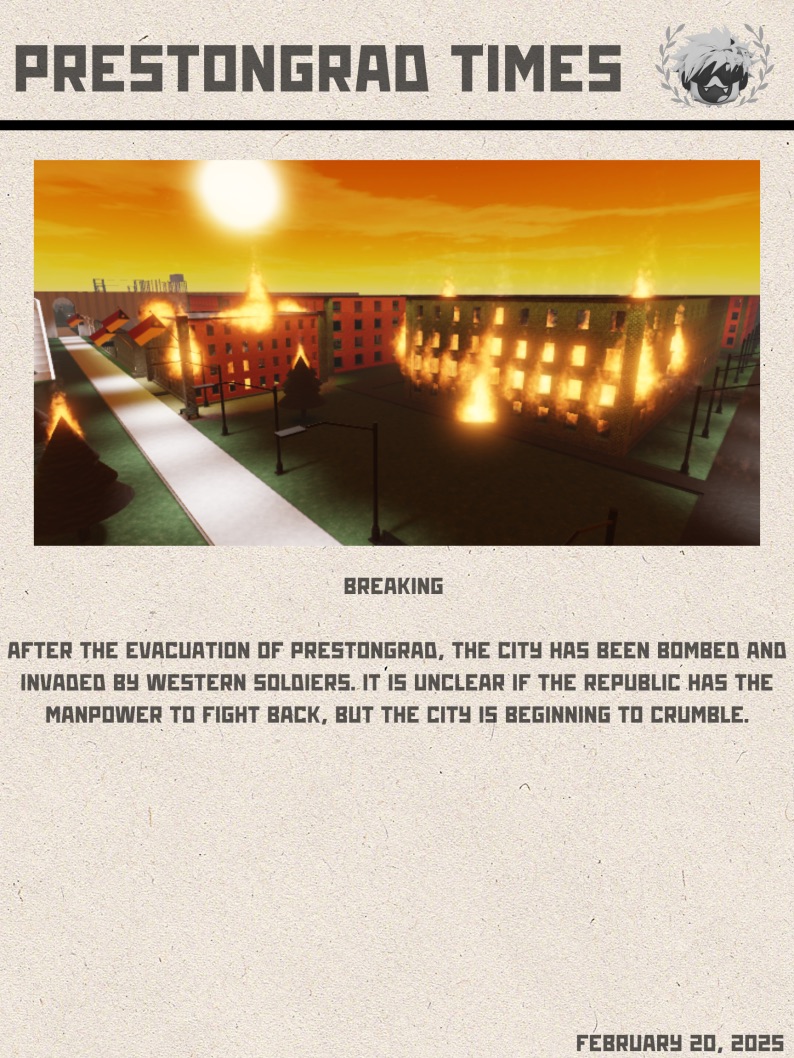 PRESTONGRAD TIMES
BREAKING
AFTER THE EVACUATION OF PRESTONGRAD, THE CITY HAS BEEN BOMBED AND
INVADED BY WESTERN SOLDIERS. IT IS UNCLEAR IF THE REPUBLIC HAS THE
MANPOWER TO FIGHT BACK, BUT THE CITY IS BEGINNING TO CRUMBLE.
FEBRUARY 20, 2025